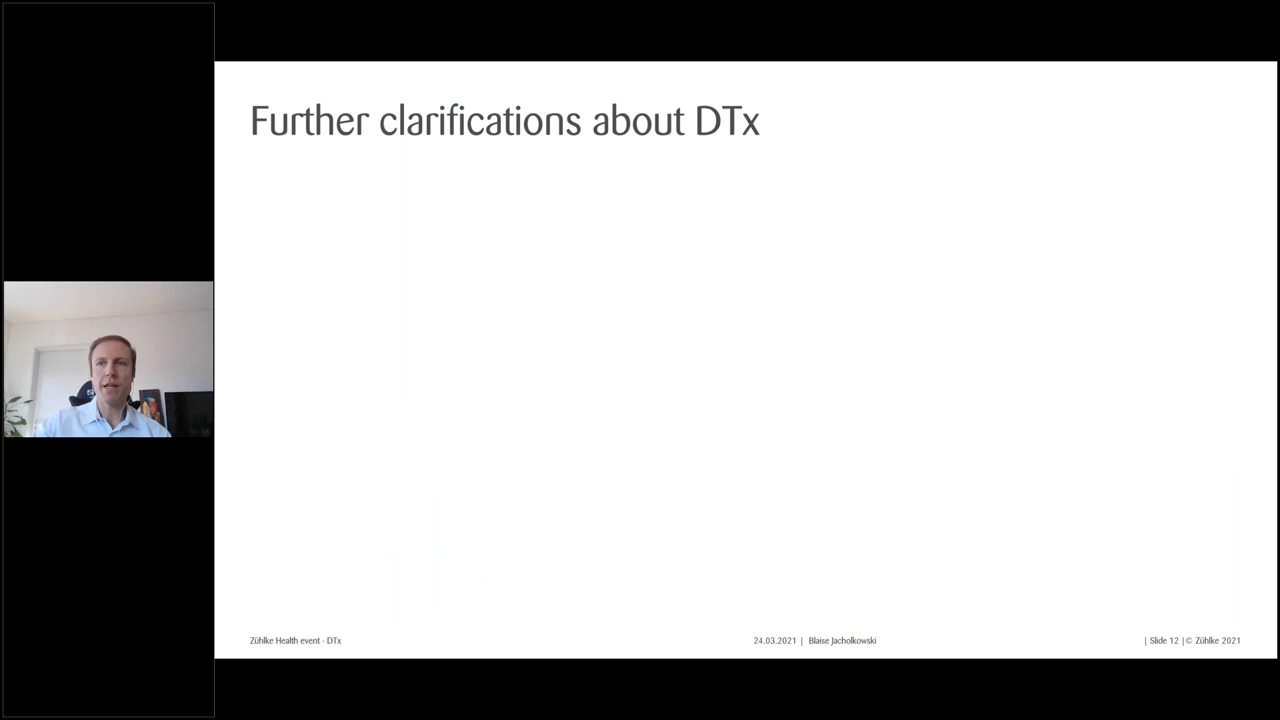 Further clarifications about DTx
Zühlke Health event - DTx
24.03.2021 | Blaise Jacholkowski
| Slide 12 | © Zühlke 2021